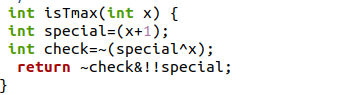 int isTmax(int x) {
int special=(x+1);
int check=~(special^x);
return ~check&!!special;
}